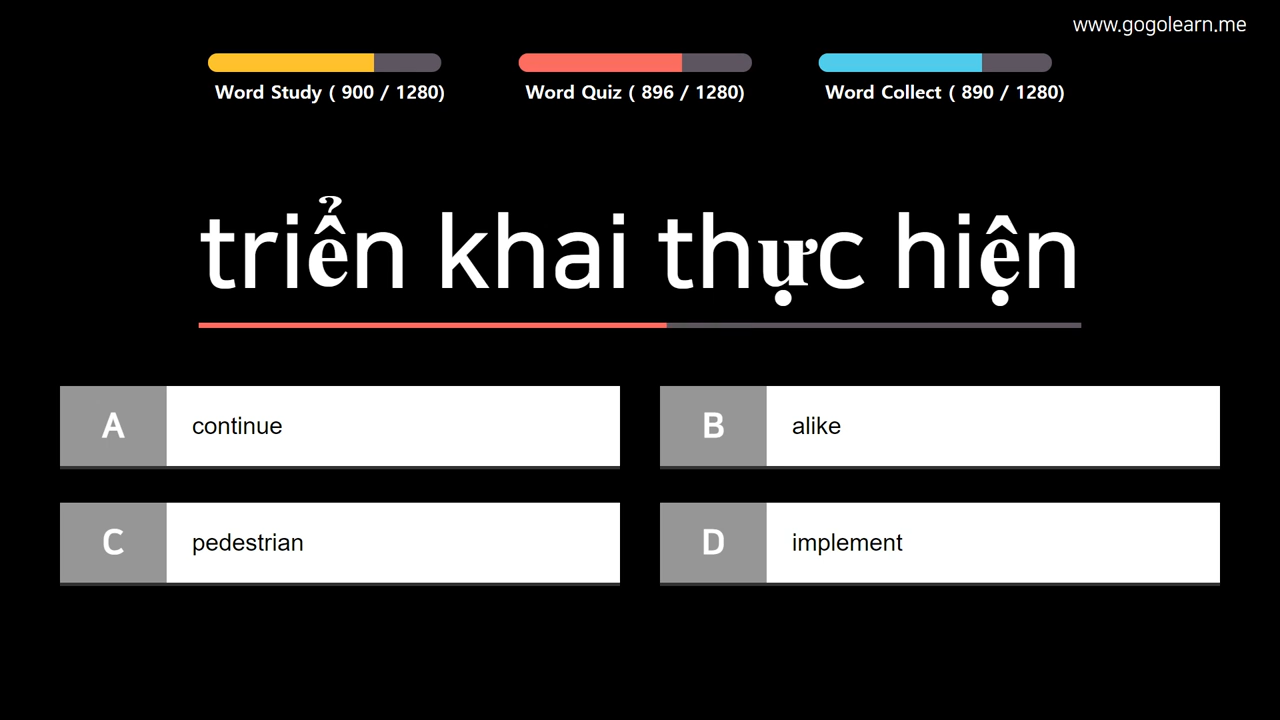 www.gogolearn.me
Word Study ( 900 / 1280)
Word Quiz ( 896 / 1280)
Word Collect ( 890 / 1280)
triển khai thực hiện
A continue
B alike
C pedestrian
D implement